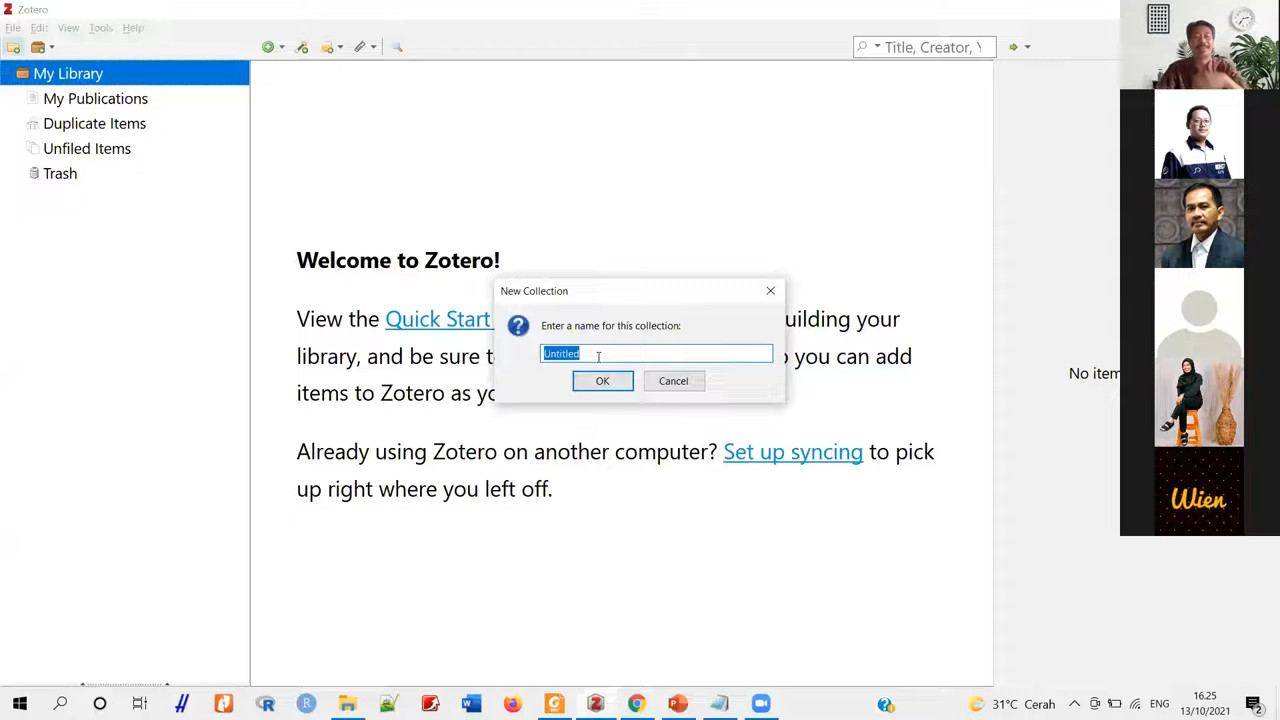 Zotero
File Edit View Tools Help
Title, Creator, Y
My Library
My Publications
Duplicate Items
Unfiled Items
Trash
Welcome to Zotero!
View the Quick Start uilding your
library, and be sure t p you can add
items to Zotero as yo
Already using Zotero on another computer? Set up syncing to pick
up right where you left off.
New Collection
Enter a name for this collection:
Untitled
OK Cancel
No item
Wien
31°C Cerah
ENG
16.25
13/10/2021
2